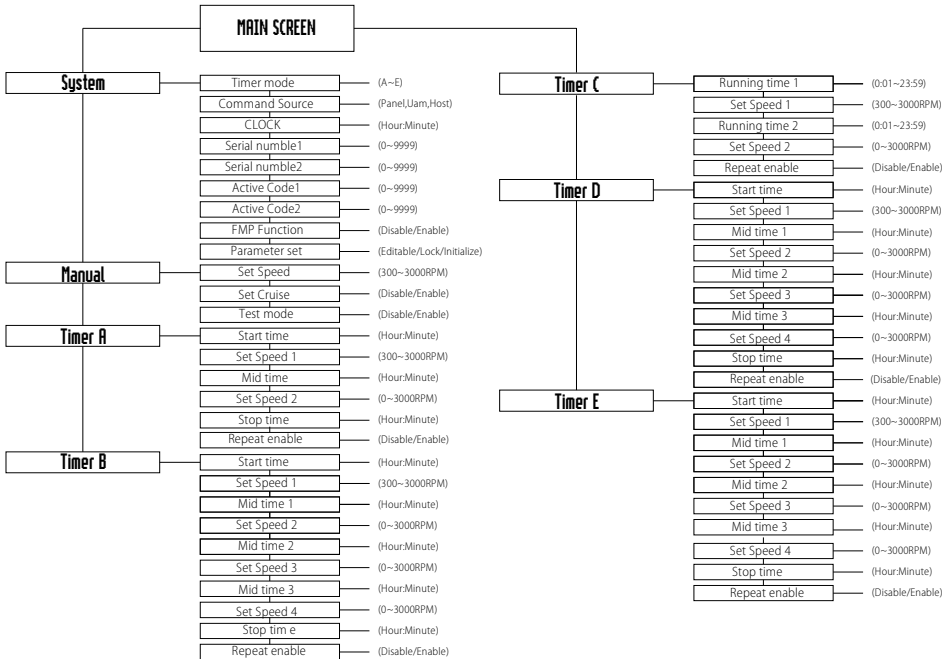 MAIN SCREEN
System
Timer mode (A~E)
Command Source (Panel,Uam,Host)
CLOCK (Hour:Minute)
Serial numble1 (0~9999)
Serial numble2 (0~9999)
Active Code1 (0~9999)
Active Code2 (0~9999)
FMP Function (Disable/Enable)
Parameter set (Editable/Lock/Initialize)
Manual
Set Speed (300~3000RPM)
Set Cruise (Disable/Enable)
Test mode (Disable/Enable)
Timer A
Start time (Hour:Minute)
Set Speed 1 (300~3000RPM)
Mid time (Hour:Minute)
Set Speed 2 (0~3000RPM)
Stop time (Hour:Minute)
Repeat enable (Disable/Enable)
Timer B
Start time (Hour:Minute)
Set Speed 1 (300~3000RPM)
Mid time 1 (Hour:Minute)
Set Speed 2 (0~3000RPM)
Mid time 2 (Hour:Minute)
Set Speed 3 (0~3000RPM)
Mid time 3 (Hour:Minute)
Set Speed 4 (0~3000RPM)
Stop tim e (Hour:Minute)
Repeat enable (Disable/Enable)
Timer C
Running time 1 (0:01~23:59)
Set Speed 1 (300~3000RPM)
Running time 2 (0:01~23:59)
Set Speed 2 (0~3000RPM)
Repeat enable (Disable/Enable)
Timer D
Start time (Hour:Minute)
Set Speed 1 (300~3000RPM)
Mid time 1 (Hour:Minute)
Set Speed 2 (0~3000RPM)
Mid time 2 (Hour:Minute)
Set Speed 3 (0~3000RPM)
Mid time 3 (Hour:Minute)
Set Speed 4 (0~3000RPM)
Stop time (Hour:Minute)
Repeat enable (Disable/Enable)
Timer E
Start time (Hour:Minute)
Set Speed 1 (300~3000RPM)
Mid time 1 (Hour:Minute)
Set Speed 2 (0~3000RPM)
Mid time 2 (Hour:Minute)
Set Speed 3 (0~3000RPM)
Mid time 3 (Hour:Minute)
Set Speed 4 (0~3000RPM)
Stop time (Hour:Minute)
Repeat enable (Disable/Enable)